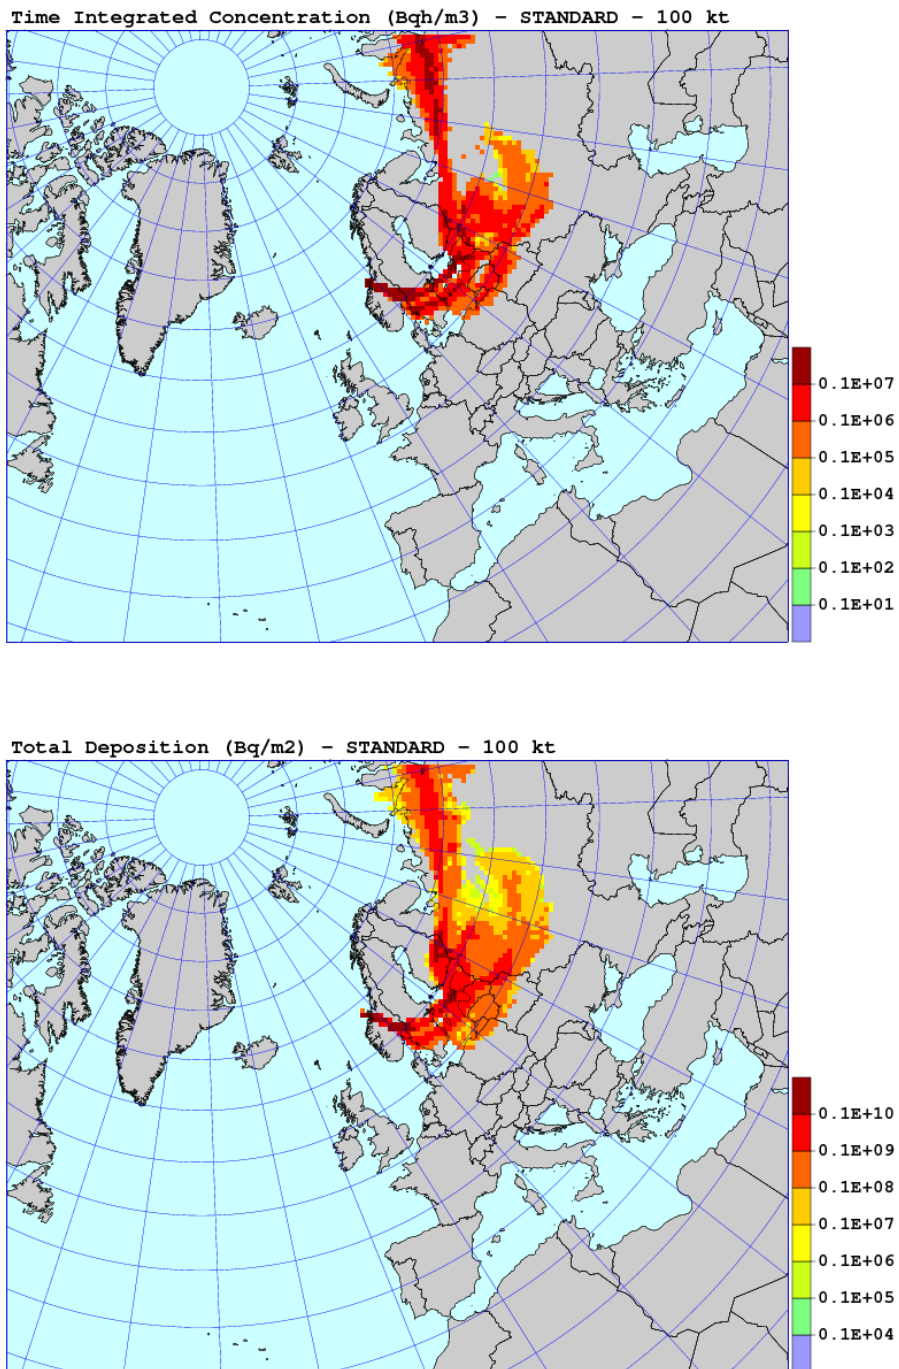 Time Integrated Concentration (Bqh/m3) – STANDARD – 100 kt
0.1E+07
0.1E+06
0.1E+05
0.1E+04
0.1E+03
0.1E+02
0.1E+01
Total Deposition (Bq/m2) – STANDARD – 100 kt
0.1E+10
0.1E+09
0.1E+08
0.1E+07
0.1E+06
0.1E+05
0.1E+04